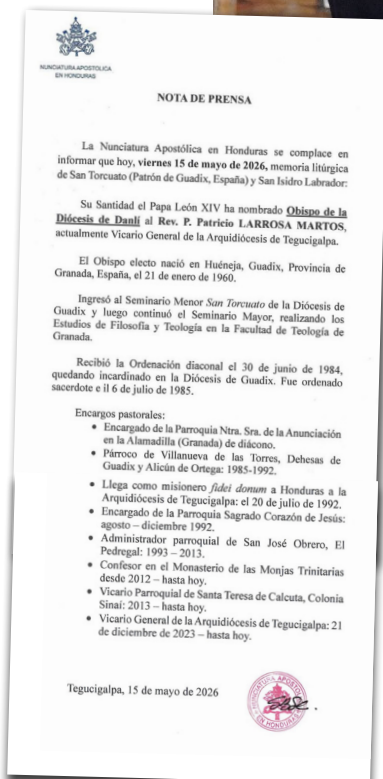 NUNCIATURA APOSTÓLICA
EN HONDURAS
NOTA DE PRENSA
La Nunciatura Apostólica en Honduras se complace en
informar que hoy, viernes 15 de mayo de 2026, memoria litúrgica
de San Torcuato (Patrón de Guadix, España) y San Isidro Labrador:
Su Santidad el Papa León XIV ha nombrado Obispo de la
Diócesis de Danlí al Rev. P. Patricio LARROSA MARTOS,
actualmente Vicario General de la Arquidiócesis de Tegucigalpa.
El Obispo electo nació en Huéneja, Guadix, Provincia de
Granada, España, el 21 de enero de 1960.
Ingresó al Seminario Menor San Torcuato de la Diócesis de
Guadix y luego continuó el Seminario Mayor, realizando los
Estudios de Filosofía y Teología en la Facultad de Teología de
Granada.
Recibió la Ordenación diaconal el 30 de junio de 1984,
quedando incardinado en la Diócesis de Guadix. Fue ordenado
sacerdote e il 6 de julio de 1985.
Encargos pastorales:
• Encargado de la Parroquia Ntra. Sra. de la Anunciación
en la Alamadilla (Granada) de diácono.
• Párroco de Villanueva de las Torres, Dehesas de
Guadix y Alicún de Ortega: 1985-1992.
• Llega como misionero fidei donum a Honduras a la
Arquidiócesis de Tegucigalpa: el 20 de julio de 1992.
• Encargado de la Parroquia Sagrado Corazón de Jesús:
agosto – diciembre 1992.
• Administrador parroquial de San José Obrero, El
Pedregal: 1993 – 2013.
• Confesor en el Monasterio de las Monjas Trinitarias
desde 2012 – hasta hoy.
• Vicario Parroquial de Santa Teresa de Calcuta, Colonia
Sinaí: 2013 – hasta hoy.
• Vicario General de la Arquidiócesis de Tegucigalpa: 21
de diciembre de 2023 – hasta hoy.
Tegucigalpa, 15 de mayo de 2026
NUNCIATURA APOSTOLICA
EN HONDURAS